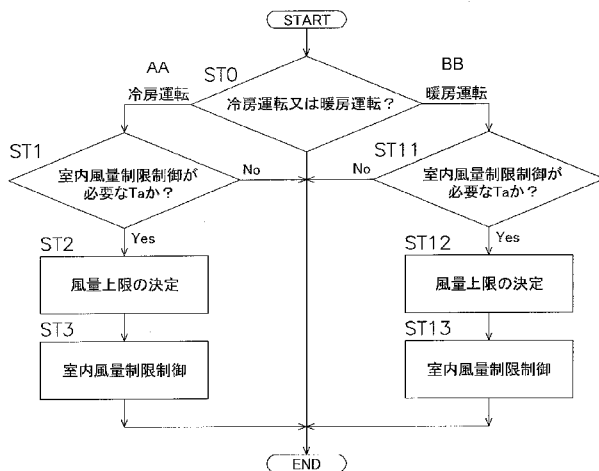 START
AA
BB
ST0
冷房運転
冷房運転又は暖房運転？
暖房運転
ST1
室内風量制限制御が
必要なTaか？
No
Yes
ST2
風量上限の決定
ST3
室内風量制限制御
ST11
室内風量制限制御が
必要なTaか？
No
Yes
ST12
風量上限の決定
ST13
室内風量制限制御
END